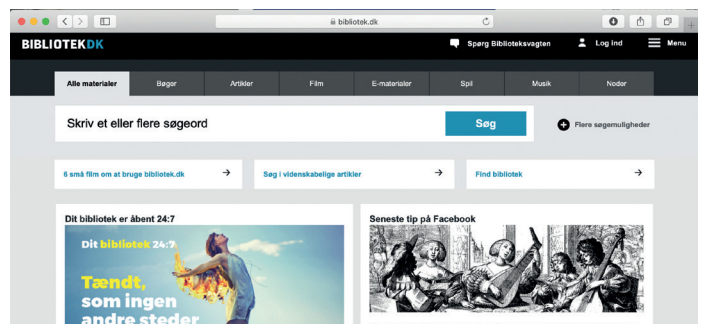 bibliotek.dk
BIBLIOTEKDK
Spørg Biblioteksvagten
Log ind
Menu
Alle materialer
Bøger
Artikler
Film
E-materialer
Spil
Musik
Noder
Skriv et eller flere søgeord
Søg
Flere søgemuligheder
6 små film om at bruge bibliotek.dk
Søg i videnskabelige artikler
Find bibliotek
Dit bibliotek er åbent 24:7
Seneste tip på Facebook
Dit bibliotek 24:7
Tændt,
som ingen
andre steder